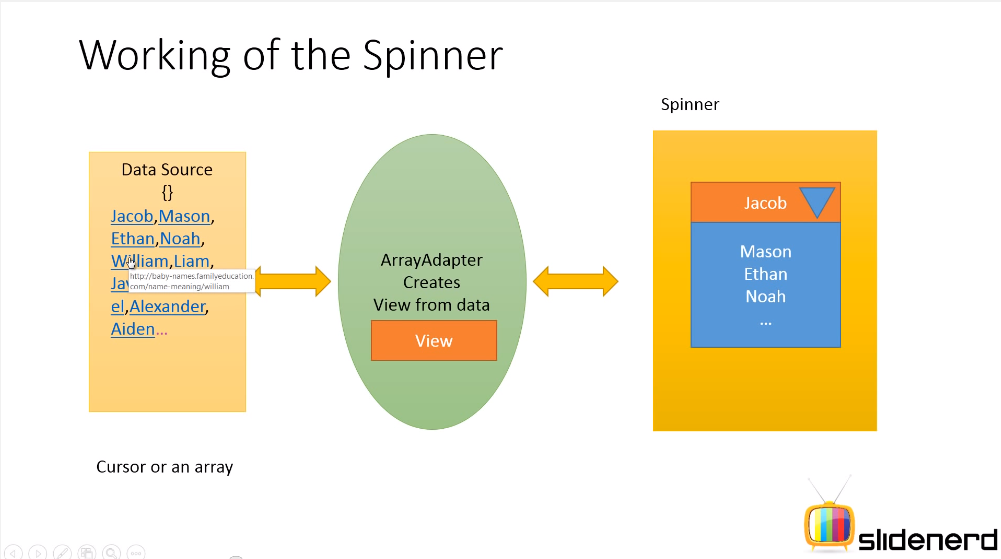 Working of the Spinner
Spinner
Data Source
{}
Jacob,Mason,
Ethan,Noah,
William,Liam,
http://baby-names.familyeducation.
com/name-meaning/william
el,Alexander,
Aiden...
Cursor or an array
ArrayAdapter
Creates
View from data
View
Jacob
Mason
Ethan
Noah
...
slidenerd